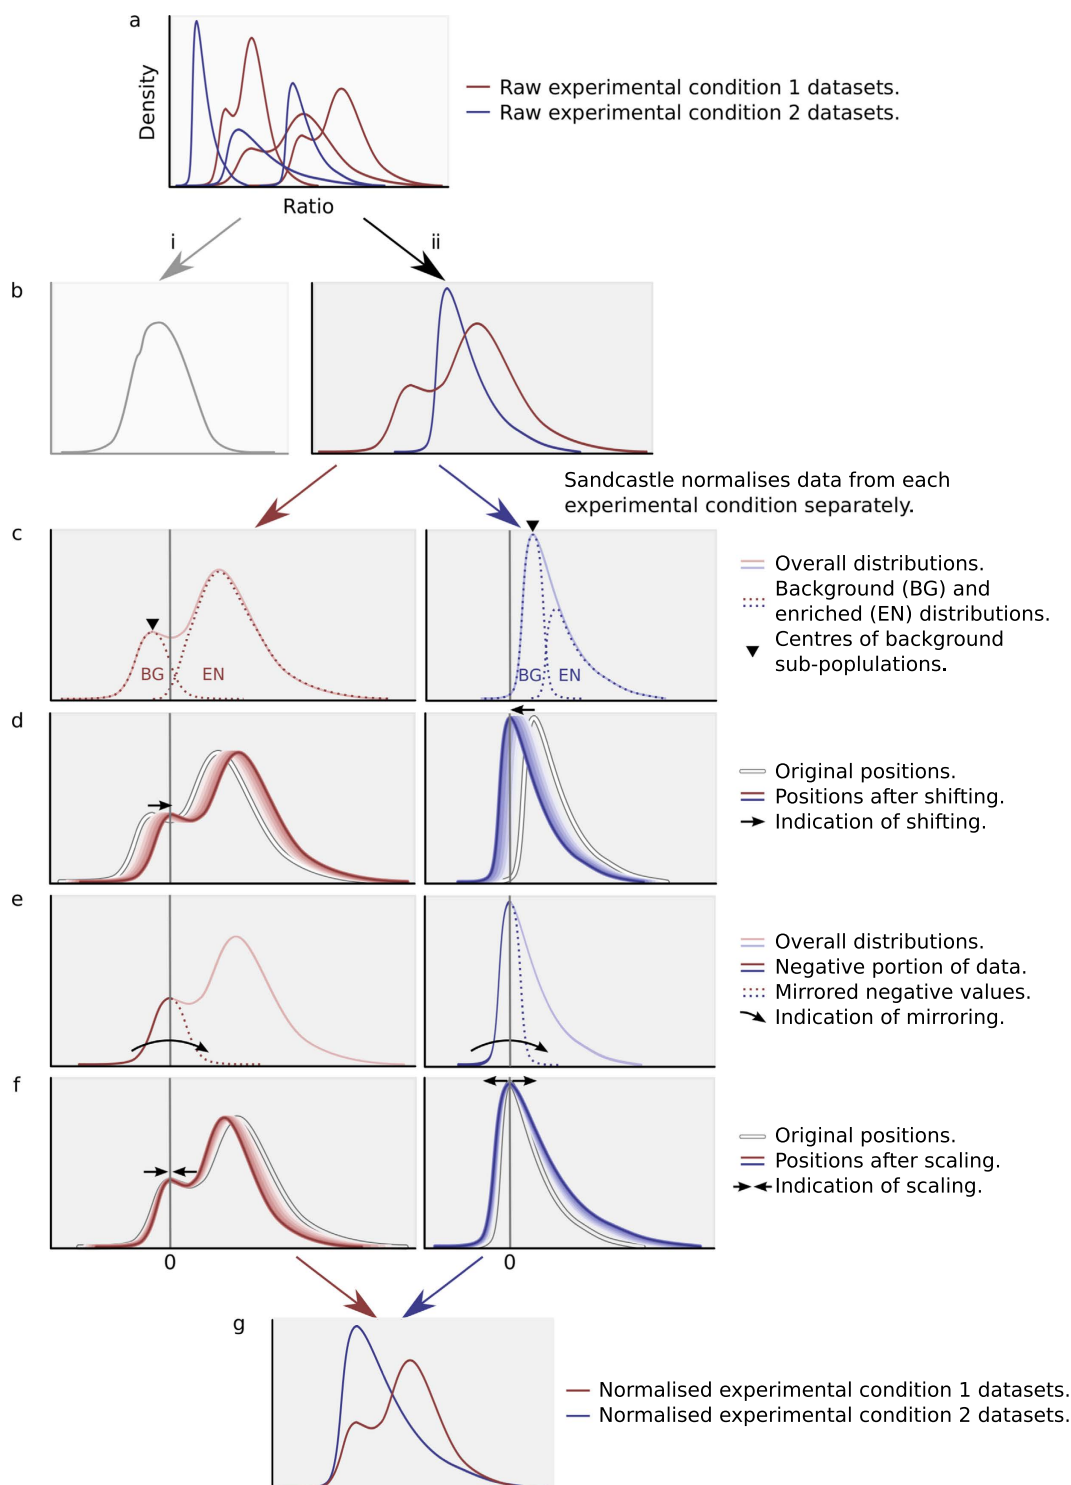 a
Density
Raw experimental condition 1 datasets.
Raw experimental condition 2 datasets.
Ratio
i
ii
b
Sandcastle normalises data from each
experimental condition separately.
c
BG
EN
BG
EN
Overall distributions.
Background (BG) and
enriched (EN) distributions.
Centres of background
sub-poplulations.
d
Original positions.
Positions after shifting.
Indication of shifting.
e
Overall distributions.
Negative portion of data.
Mirrored negative values.
Indication of mirroring.
f
Original positions.
Positions after scaling.
Indication of scaling.
0
0
g
Normalised experimental condition 1 datasets.
Normalised experimental condition 2 datasets.